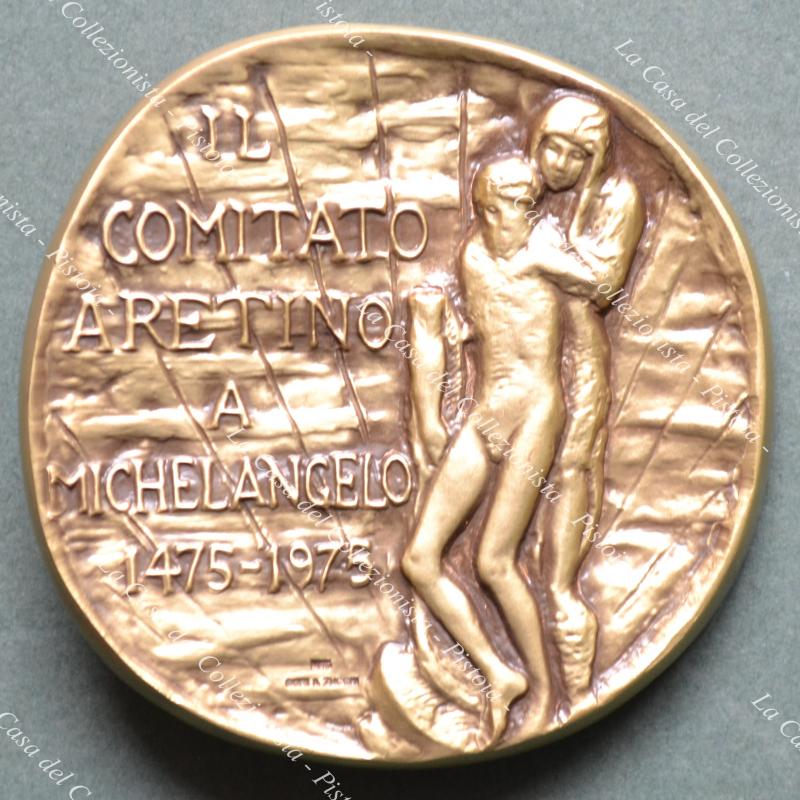 IL
COMITATO
ARETINO
A
MICHELANGELO
1475-1975
La Casa del Collezionista - Pistoia -